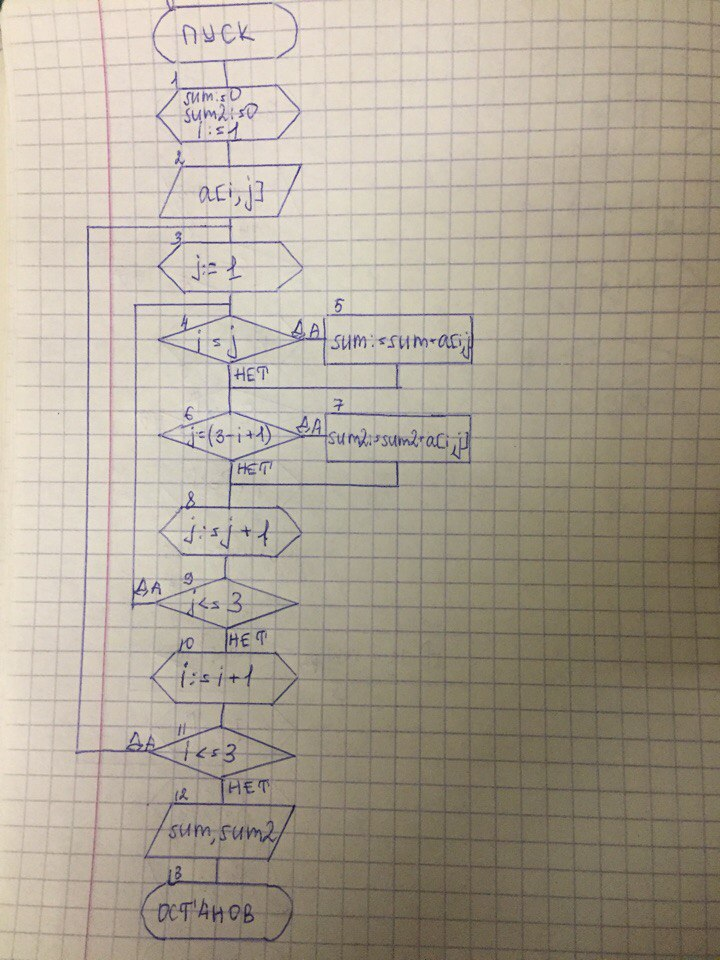 ПУСК
1
sum:=0
sum2:=0
i:=1
2
a[i,j]
3
j:=1
4
i=j
ДА
5
sum:=sum+a[i,j
НЕТ
6
j=(3-i+1)
ДА
7
sum2:=sum2+a[i,j]
НЕТ
8
j:=j+1
9
ДА
j<=3
НЕТ
10
i:=i+1
11
ДА
i<=3
НЕТ
12
sum, sum2
13
ОСТАНОВ